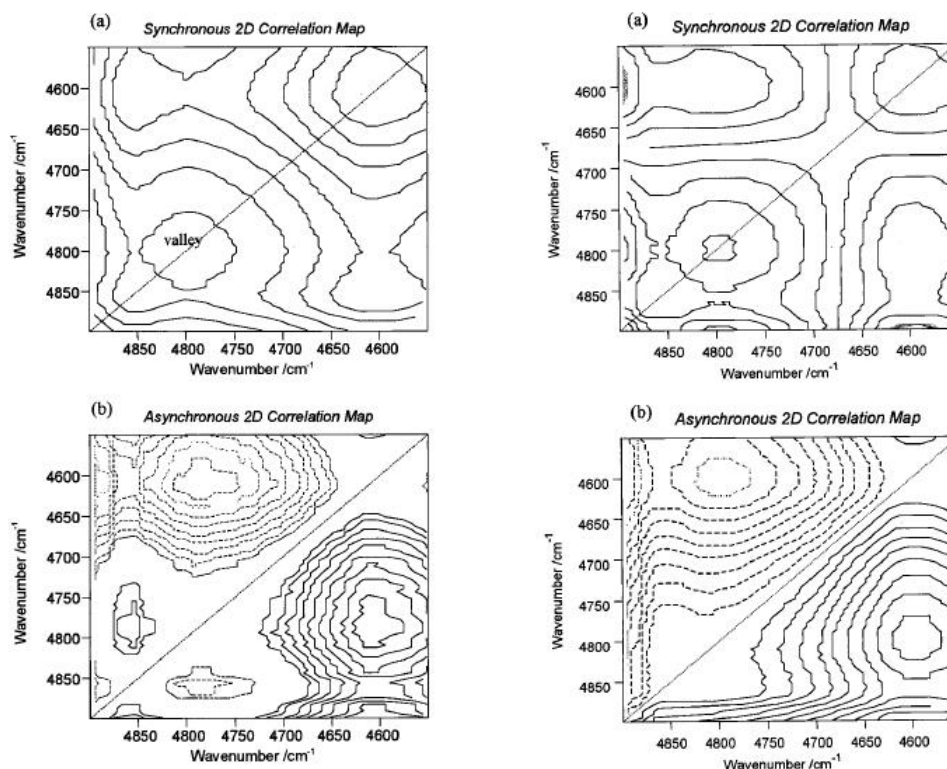 (a)
Synchronous 2D Correlation Map
4600
4650
4700
4750
4800
4850
Wavenumber /cm-1
valley
4850 4800 4750 4700 4650 4600
Wavenumber /cm-1
(a)
Synchronous 2D Correlation Map
4600
4650
4700
4750
4800
4850
Wavenumber /cm-1
4850 4800 4750 4700 4650 4600
Wavenumber /cm-1
(b)
Asynchronous 2D Correlation Map
4600
4650
4700
4750
4800
4850
Wavenumber /cm-1
4850 4800 4750 4700 4650 4600
Wavenumber /cm-1
(b)
Asynchronous 2D Correlation Map
4600
4650
4700
4750
4800
4850
Wavenumber /cm-1
4850 4800 4750 4700 4650 4600
Wavenumber /cm-1